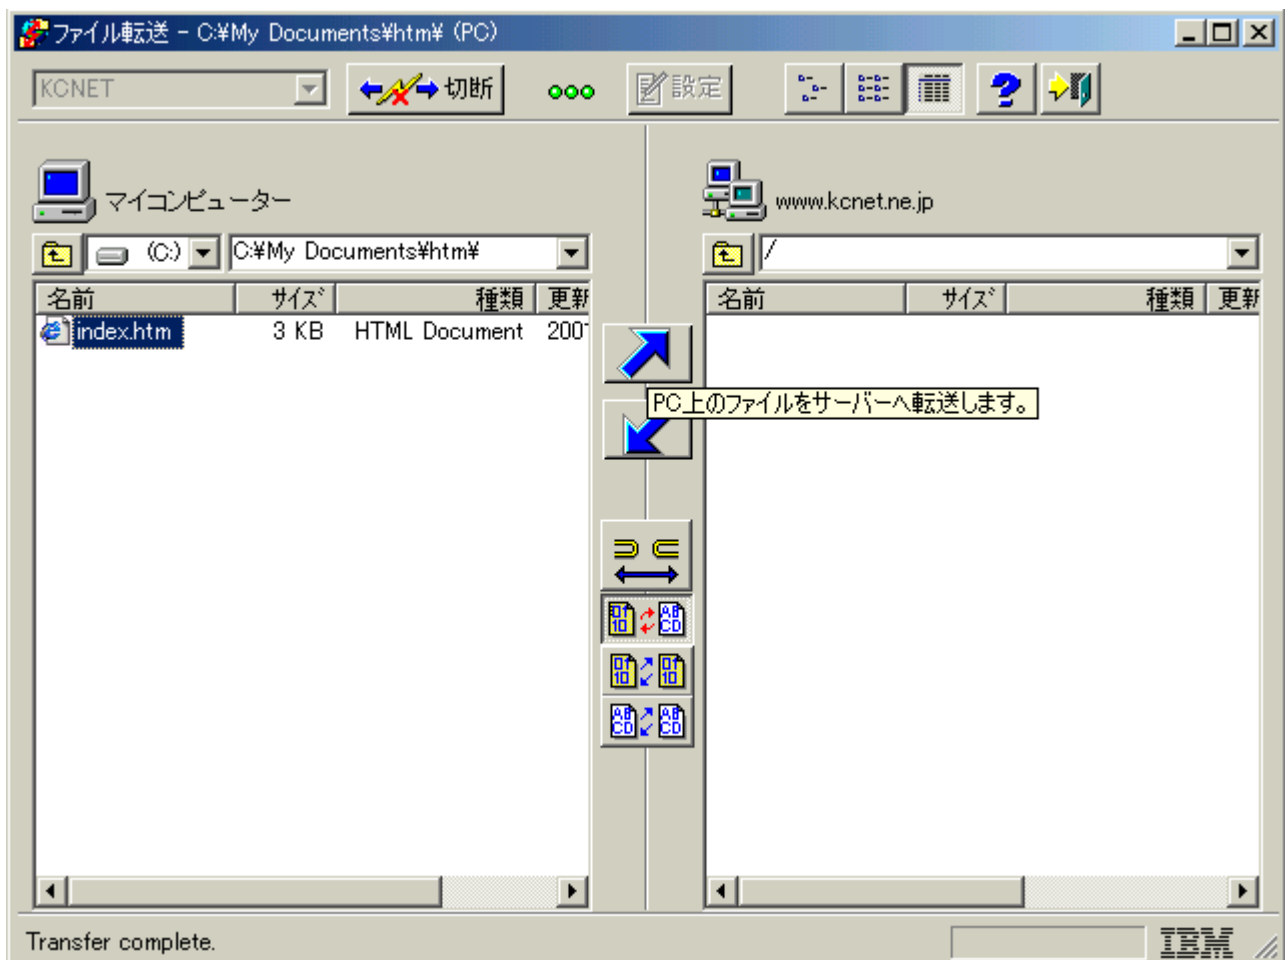 ファイル転送 - C:¥My Documents¥htm¥ (PC)
KCNET
切断
設定
マイコンピューター
www.kcnet.ne.jp
(C:)
C:¥My Documents¥htm¥
/
名前 サイズ 種類 更新
名前 サイズ 種類 更新
index.htm 3 KB HTML Document 2001
PC上のファイルをサーバーへ転送します。
Transfer complete.
IBM